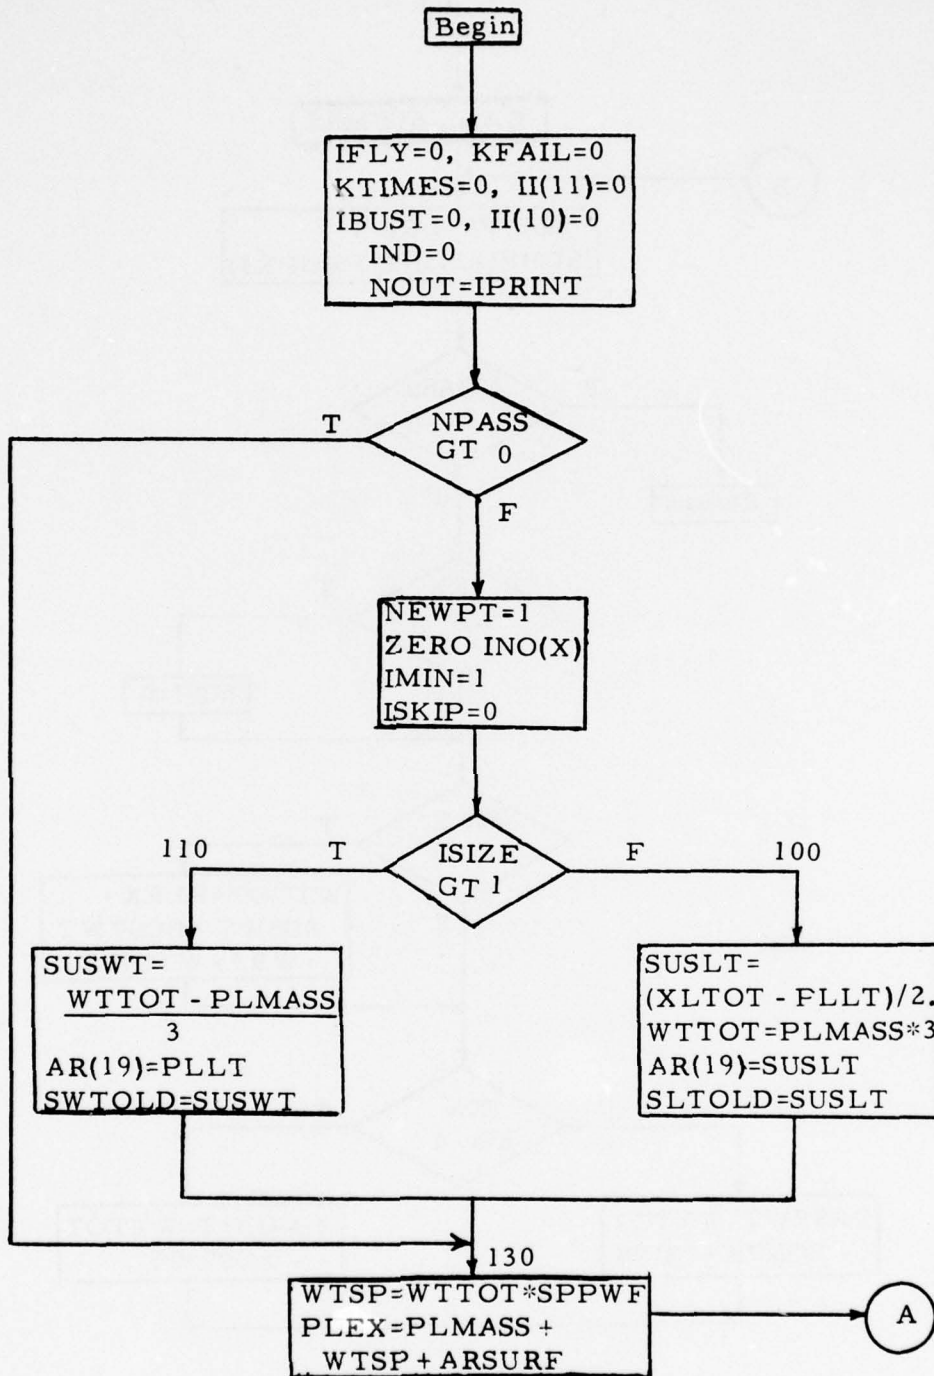 Begin
IFLY=0, KFAIL=0
KTIMES=0, II(11)=0
IBUST=0, II(10)=0
IND=0
NOUT=IPRINT
T
NPASS
GT 0
F
NEWPT=1
ZERO INO(X)
IMIN=1
ISKIP=0
110
T
ISIZE
GT 1
F
100
SUSWT=
WTTOT - PLMASS
3
AR(19)=PLLT
SWTOLD=SUSWT
SUSLT=
(XLTOT - PLLT)/2.
WTTOT=PLMASS*3
AR(19)=SUSLT
SLTOLD=SUSLT
130
WTSP=WTTOT*SPPWF
PLEX=PLMASS +
WTSP + ARSURF
A